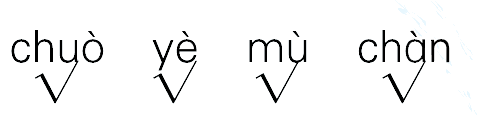 chuò yè mù chàn
√ √ √ √